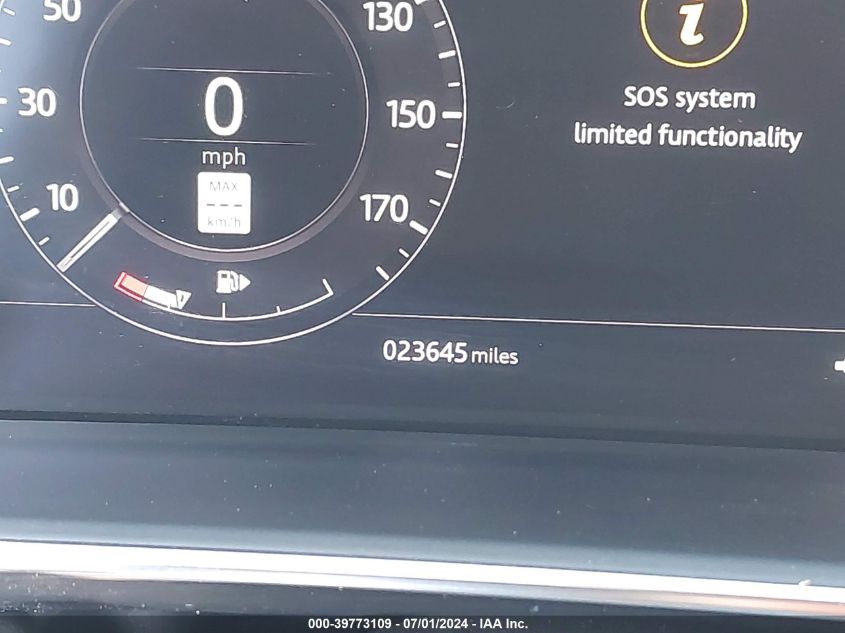 50
130
i
30
0
150
SOS system
limited functionality
mph
10
MAX
---
km/h
170
023645 miles
000-39773109 - 07/01/2024 - IAA Inc.